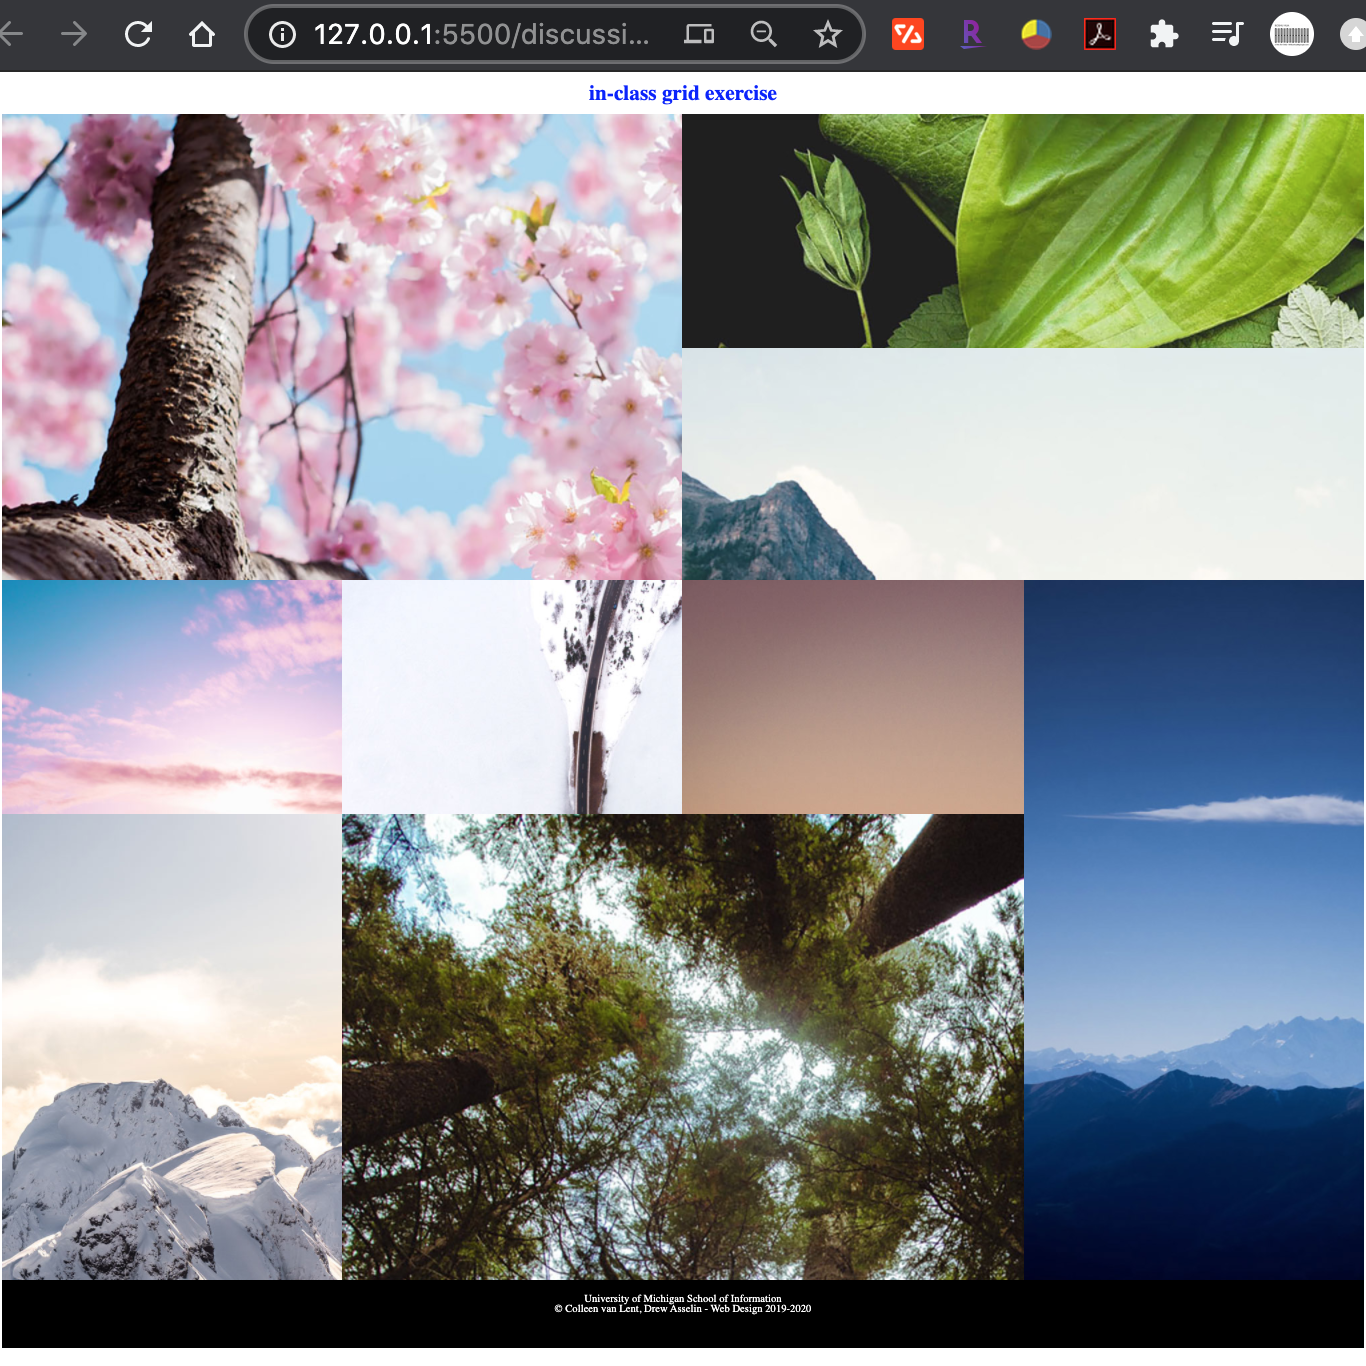 127.0.0.1:5500/discussi...
in-class grid exercise
University of Michigan School of Information
© Colleen van Lent, Drew Asselin - Web Design 2019-2020